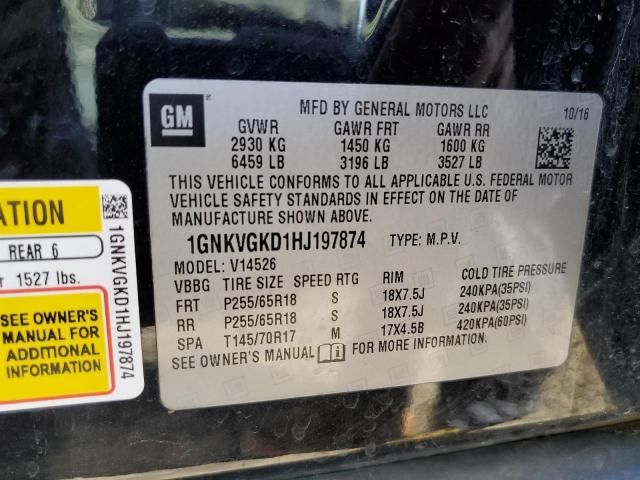 GM
MFD BY GENERAL MOTORS LLC
10/16
GVWR GAWR FRT GAWR RR
2930 KG 1450 KG 1600 KG
6459 LB 3196 LB 3527 LB
THIS VEHICLE CONFORMS TO ALL APPLICABLE U.S. FEDERAL MOTOR
VEHICLE SAFETY STANDARDS IN EFFECT ON THE DATE OF
MANUFACTURE SHOWN ABOVE.
1GNKVGKD1HJ197874 TYPE: M.P.V.
MODEL: V14526
VBBG TIRE SIZE SPEED RTG RIM COLD TIRE PRESSURE
FRT P255/65R18 S 18X7.5J 240KPA(35PSI)
RR P255/65R18 S 18X7.5J 240KPA(35PSI)
SPA T145/70R17 M 17X4.5B 420KPA(60PSI)
SEE OWNER'S MANUAL FOR MORE INFORMATION.
ATION
REAR 6
1527 lbs.
SEE OWNER'S
MANUAL FOR
ADDITIONAL
INFORMATION
1GNKVGKD1HJ197874